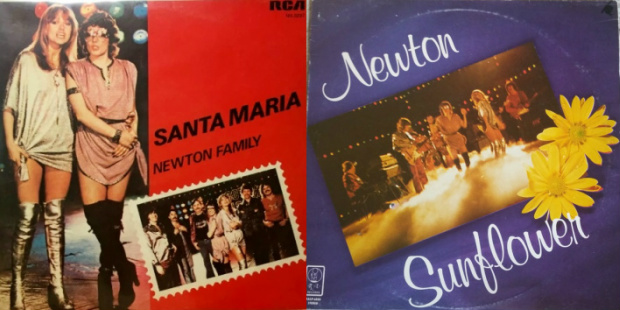 RCA
SANTA MARIA
NEWTON FAMILY
Newton
Sunflower